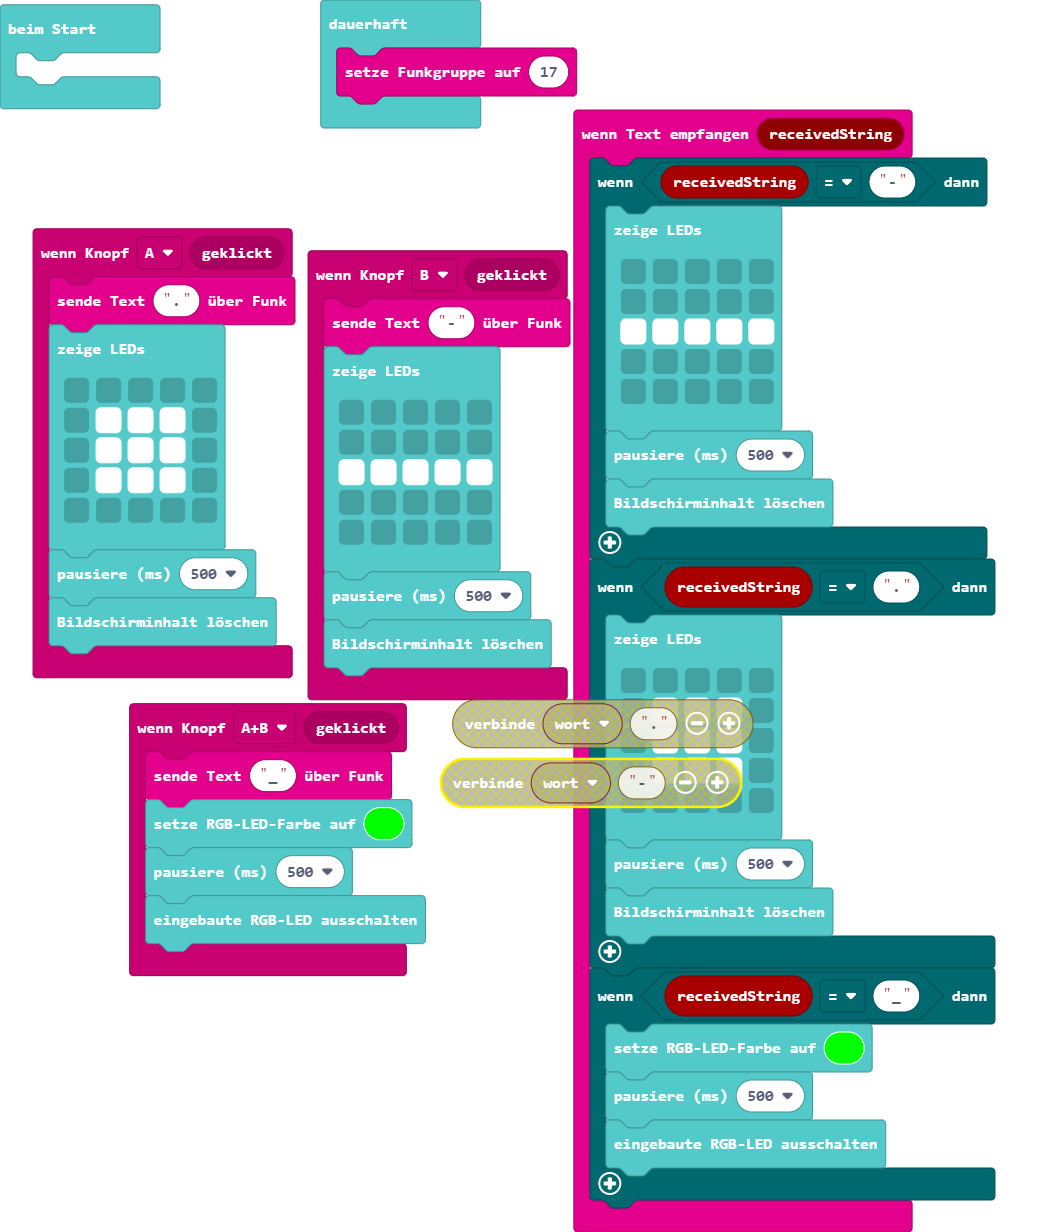 beim Start
dauerhaft
setze Funkgruppe auf 17
wenn Knopf A geklickt
sende Text "." über Funk
zeige LEDs
pausiere (ms) 500
Bildschirminhalt löschen
wenn Knopf B geklickt
sende Text "-" über Funk
zeige LEDs
pausiere (ms) 500
Bildschirminhalt löschen
wenn Knopf A+B geklickt
sende Text "_" über Funk
setze RGB-LED-Farbe auf
pausiere (ms) 500
eingebaute RGB-LED ausschalten
verbinde wort "."
verbinde wort "-"
wenn Text empfangen receivedString
wenn receivedString = "-" dann
zeige LEDs
pausiere (ms) 500
Bildschirminhalt löschen
wenn receivedString = "." dann
zeige LEDs
pausiere (ms) 500
Bildschirminhalt löschen
wenn receivedString = "_" dann
setze RGB-LED-Farbe auf
pausiere (ms) 500
eingebaute RGB-LED ausschalten